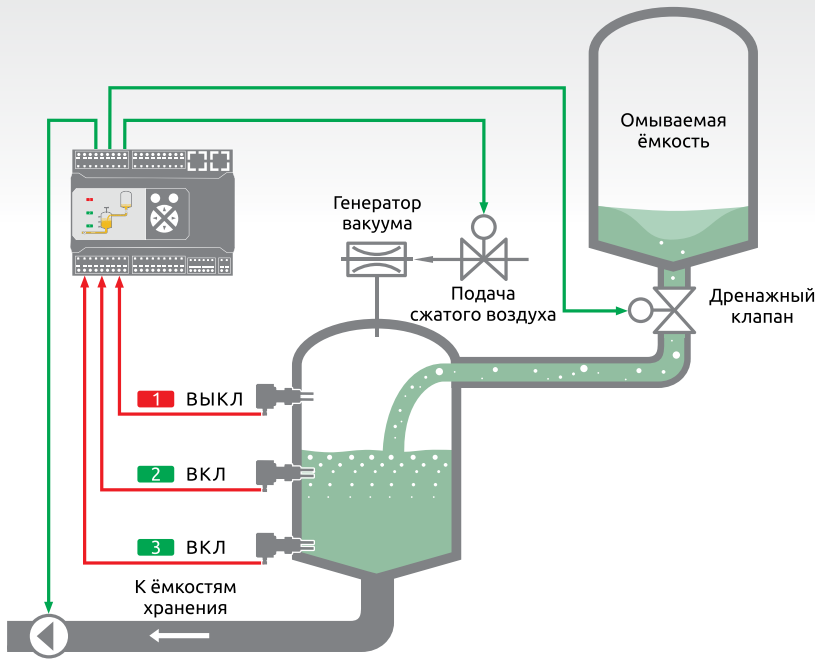 Омываемая
ёмкость
Генератор
вакуума
Подача
сжатого воздуха
Дренажный
клапан
1 ВЫКЛ
2 ВКЛ
3 ВКЛ
К ёмкостям
хранения